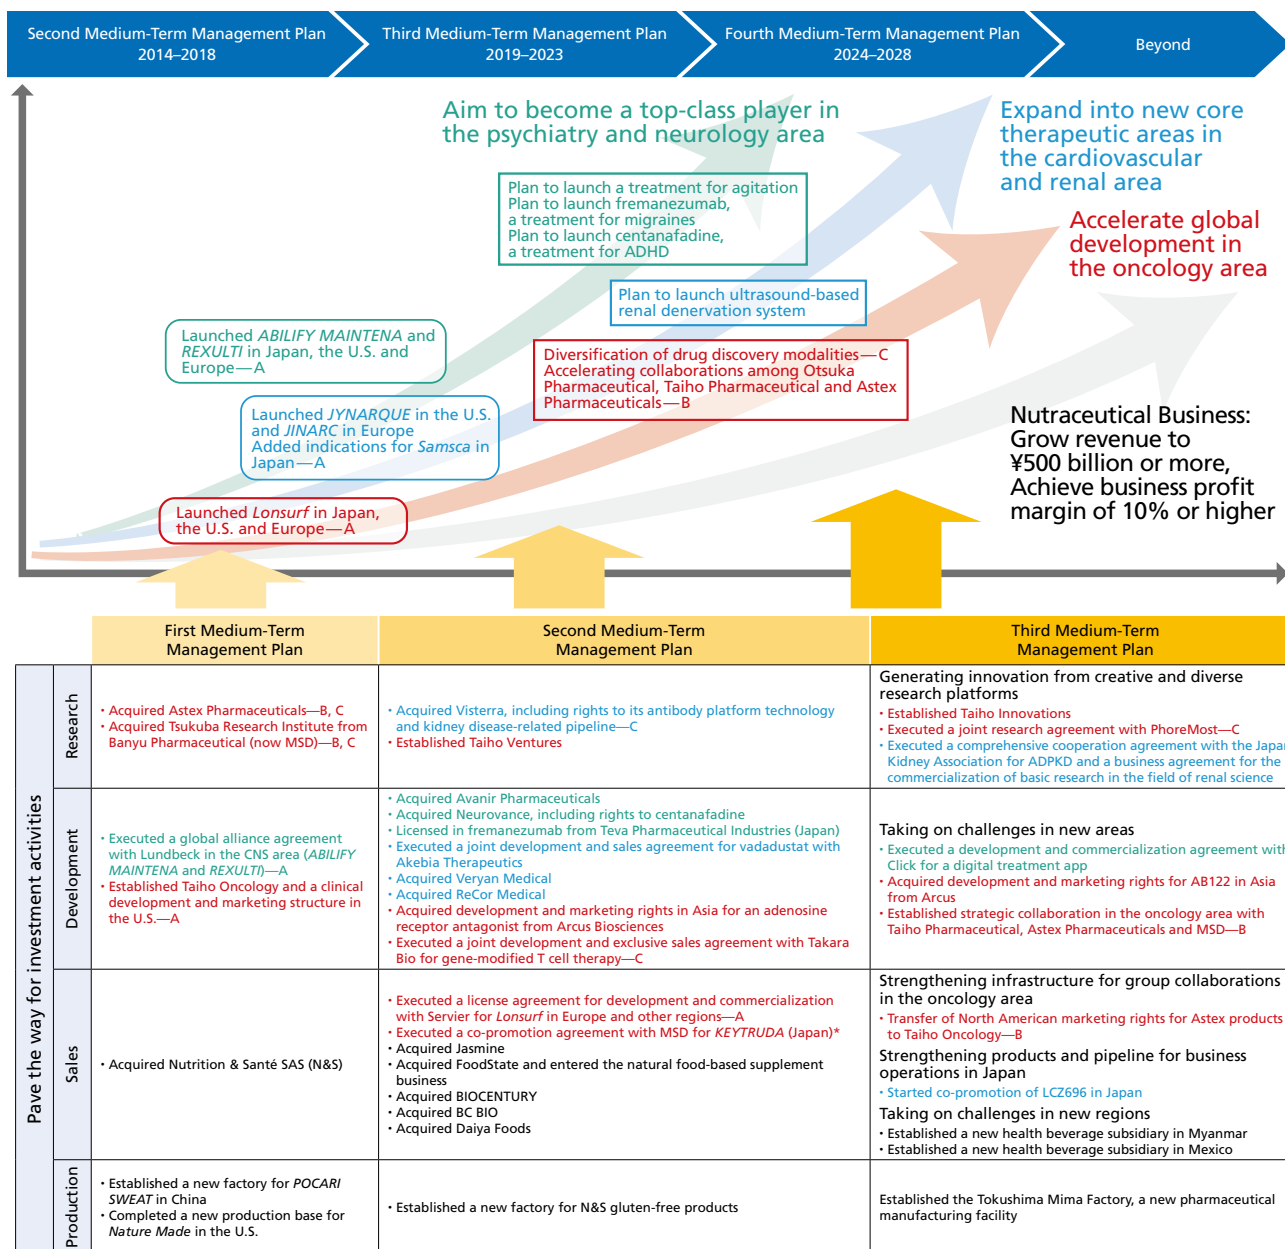 Second Medium-Term Management Plan
2014–2018
Third Medium-Term Management Plan
2019–2023
Fourth Medium-Term Management Plan
2024–2028
Beyond
Aim to become a top-class player in
the psychiatry and neurology area
Expand into new core
therapeutic areas in
the cardiovascular
and renal area
Plan to launch a treatment for agitation
Plan to launch fremanezumab,
a treatment for migraines
Plan to launch centanafadine,
a treatment for ADHD
Accelerate global
development in
the oncology area
Plan to launch ultrasound-based
renal denervation system
Launched ABILIFY MAINTENA and
REXULTI in Japan, the U.S. and
Europe—A
Diversification of drug discovery modalities—C
Accelerating collaborations among Otsuka
Pharmaceutical, Taiho Pharmaceutical and Astex
Pharmaceuticals—B
Launched JYNARQUE in the U.S.
and JINARC in Europe
Added indications for Samsca in
Japan—A
Nutraceutical Business:
Grow revenue to
¥500 billion or more,
Achieve business profit
margin of 10% or higher
Launched Lonsurf in Japan,
the U.S. and Europe—A
First Medium-Term
Management Plan
Second Medium-Term
Management Plan
Third Medium-Term
Management Plan
Pave the way for investment activities
Research
• Acquired Astex Pharmaceuticals—B, C
• Acquired Tsukuba Research Institute from
Banyu Pharmaceutical (now MSD)—B, C
• Acquired Visterra, including rights to its antibody platform technology
and kidney disease-related pipeline—C
• Established Taiho Ventures
Generating innovation from creative and diverse
research platforms
• Established Taiho Innovations
• Executed a joint research agreement with PhoreMost—C
• Executed a comprehensive cooperation agreement with the Japan
Kidney Association for ADPKD and a business agreement for the
commercialization of basic research in the field of renal science
Development
• Executed a global alliance agreement
with Lundbeck in the CNS area (ABILIFY
MAINTENA and REXULTI)—A
• Established Taiho Oncology and a clinical
development and marketing structure in
the U.S.—A
• Acquired Avanir Pharmaceuticals
• Acquired Neurovance, including rights to centanafadine
• Licensed in fremanezumab from Teva Pharmaceutical Industries (Japan)
• Executed a joint development and sales agreement for vadadustat with
Akebia Therapeutics
• Acquired Veryan Medical
• Acquired ReCor Medical
• Acquired development and marketing rights in Asia for an adenosine
receptor antagonist from Arcus Biosciences
• Executed a joint development and exclusive sales agreement with Takara
Bio for gene-modified T cell therapy—C
Taking on challenges in new areas
• Executed a development and commercialization agreement with
Click for a digital treatment app
• Acquired development and marketing rights for AB122 in Asia
from Arcus
• Established strategic collaboration in the oncology area with
Taiho Pharmaceutical, Astex Pharmaceuticals and MSD—B
Sales
• Acquired Nutrition & Santé SAS (N&S)
• Executed a license agreement for development and commercialization
with Servier for Lonsurf in Europe and other regions—A
• Executed a co-promotion agreement with MSD for KEYTRUDA (Japan)*
• Acquired Jasmine
• Acquired FoodState and entered the natural food-based supplement
business
• Acquired BIOCENTURY
• Acquired BC BIO
• Acquired Daiya Foods
Strengthening infrastructure for group collaborations
in the oncology area
• Transfer of North American marketing rights for Astex products
to Taiho Oncology—B
Strengthening products and pipeline for business
operations in Japan
• Started co-promotion of LCZ696 in Japan
Taking on challenges in new regions
• Established a new health beverage subsidiary in Myanmar
• Established a new health beverage subsidiary in Mexico
Production
• Established a new factory for POCARI
SWEAT in China
• Completed a new production base for
Nature Made in the U.S.
• Established a new factory for N&S gluten-free products
Established the Tokushima Mima Factory, a new pharmaceutical
manufacturing facility